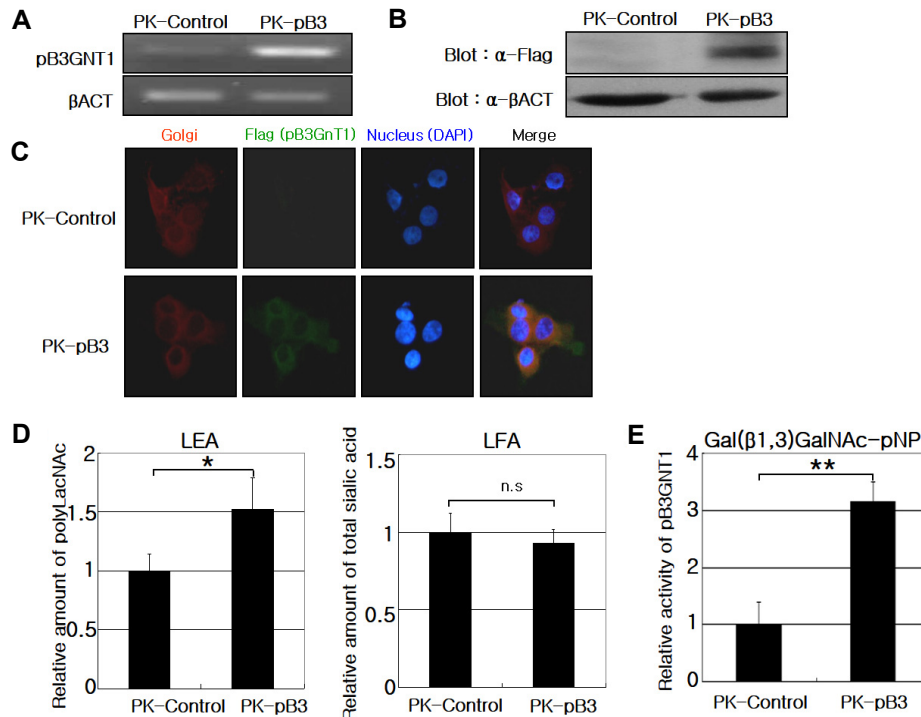 A
PK-Control PK-pB3
pB3GNT1
βACT
B
PK-Control PK-pB3
Blot : α-Flag
Blot : α-βACT
C
Golgi Flag (pB3GnT1) Nucleus (DAPI) Merge
PK-Control
PK-pB3
D
LEA
Relative amount of polyLacNAc
2
1.5
1
0.5
0
*
PK-Control PK-pB3
LFA
Relative amount of total sialic acid
1.5
1
0.5
0
n.s
PK-Control PK-pB3
E
Gal(β1,3)GalNAc-pNP
Relative activity of pB3GNT1
4
3
2
1
0
**
PK-Control PK-pB3